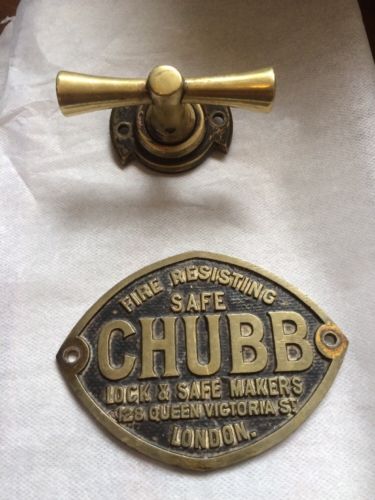 FIRE RESISTING
SAFE
CHUBB
LOCK & SAFE MAKERS
128 QUEEN VICTORIA ST
LONDON.